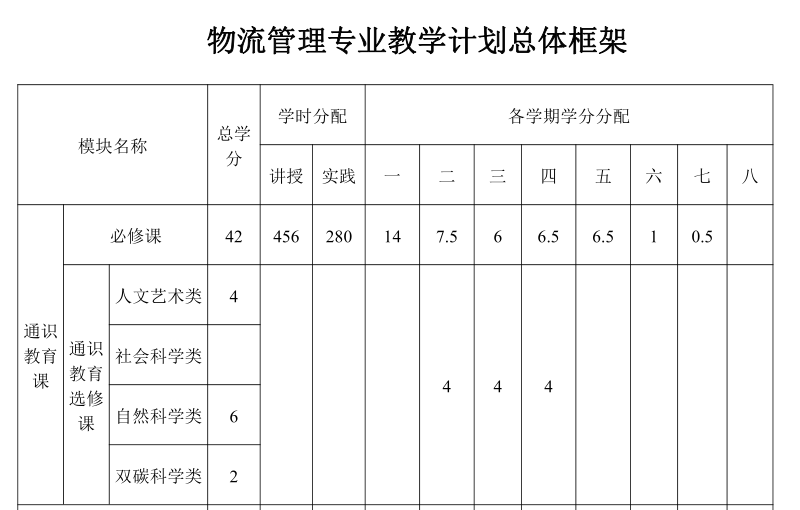 物流管理专业教学计划总体框架
模块名称 总学分 学时分配 各学期学分分配
讲授 实践 一 二 三 四 五 六 七 八
通识教育课 必修课 42 456 280 14 7.5 6 6.5 6.5 1 0.5
通识教育选修课 人文艺术类 4 4 4 4
社会科学类
自然科学类 6
双碳科学类 2